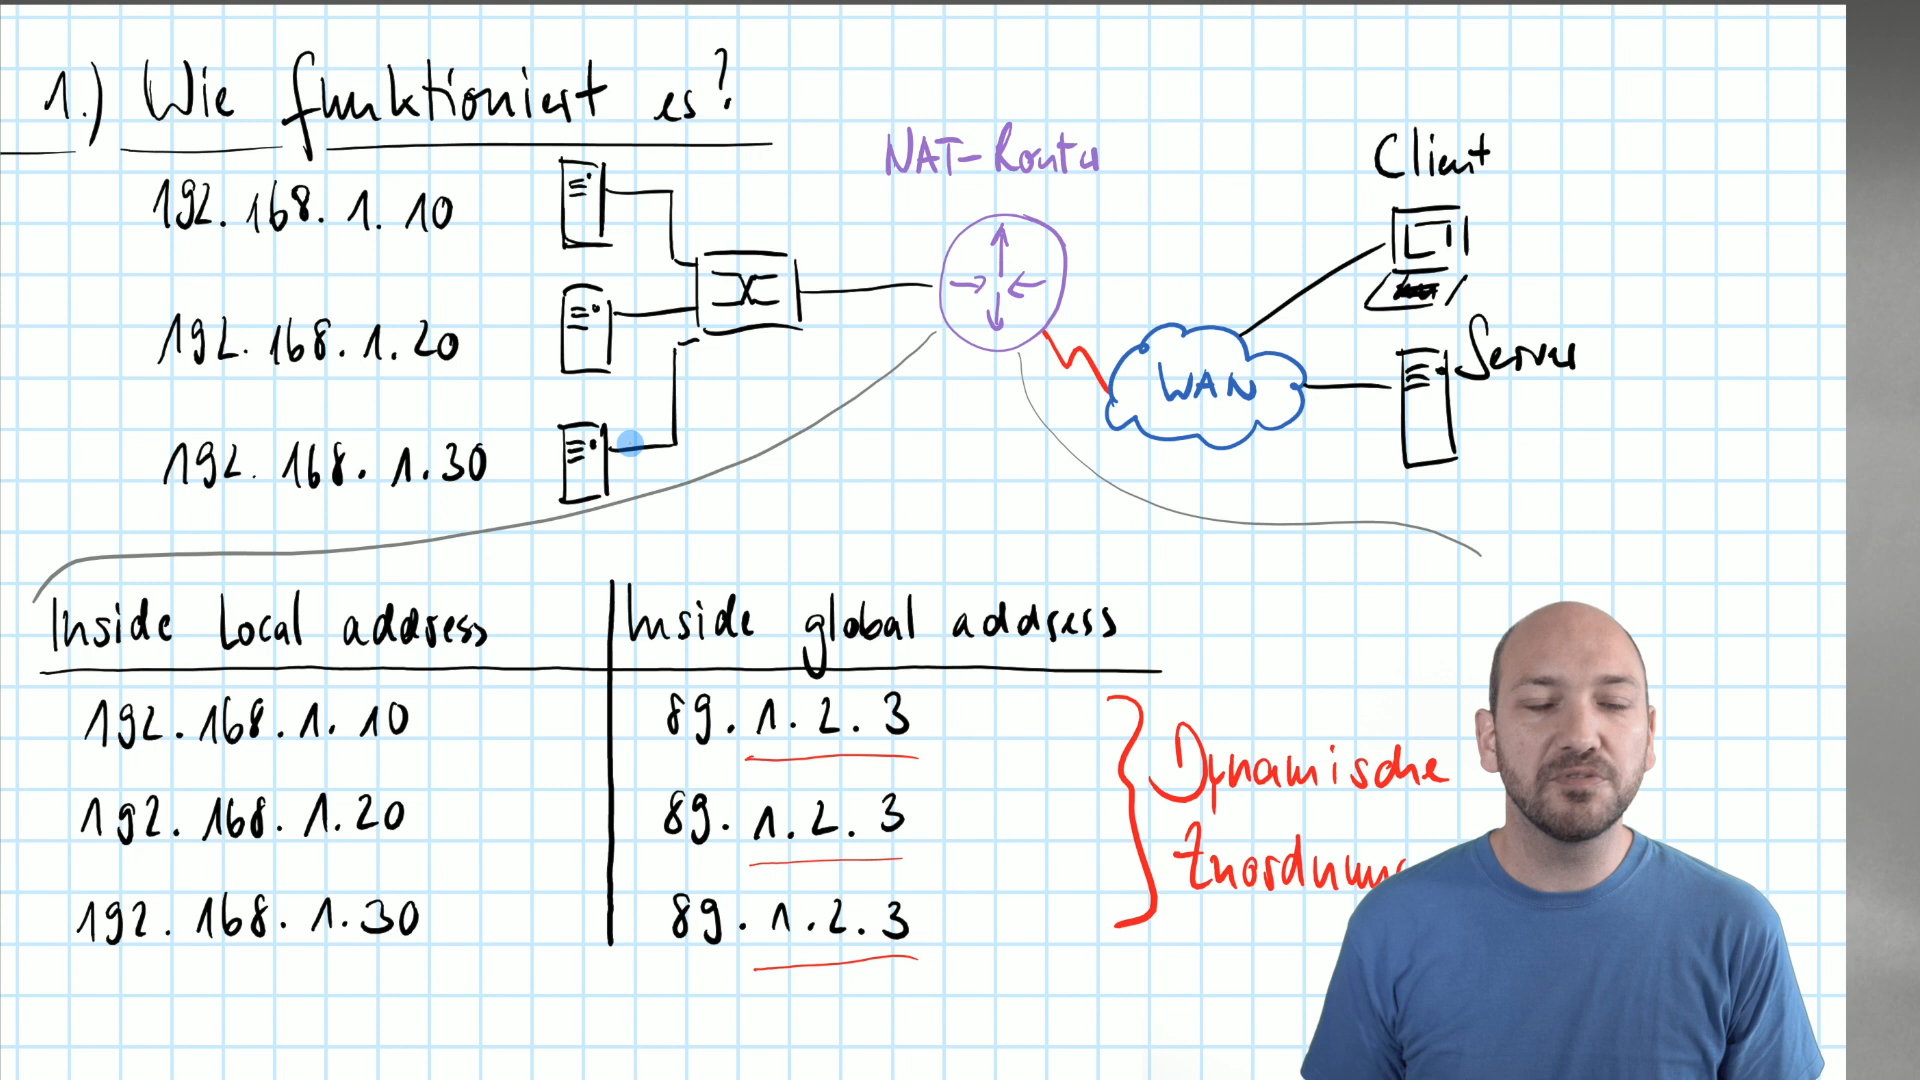 1.) Wie funktioniert es?
NAT-Router
Client
192.168.1.10
192.168.1.20
Server
WAN
192.168.1.30
Inside Local address
Inside global address
192.168.1.10
89.1.2.3
Dynamische
192.168.1.20
89.1.2.3
Zuordnung
192.168.1.30
89.1.2.3